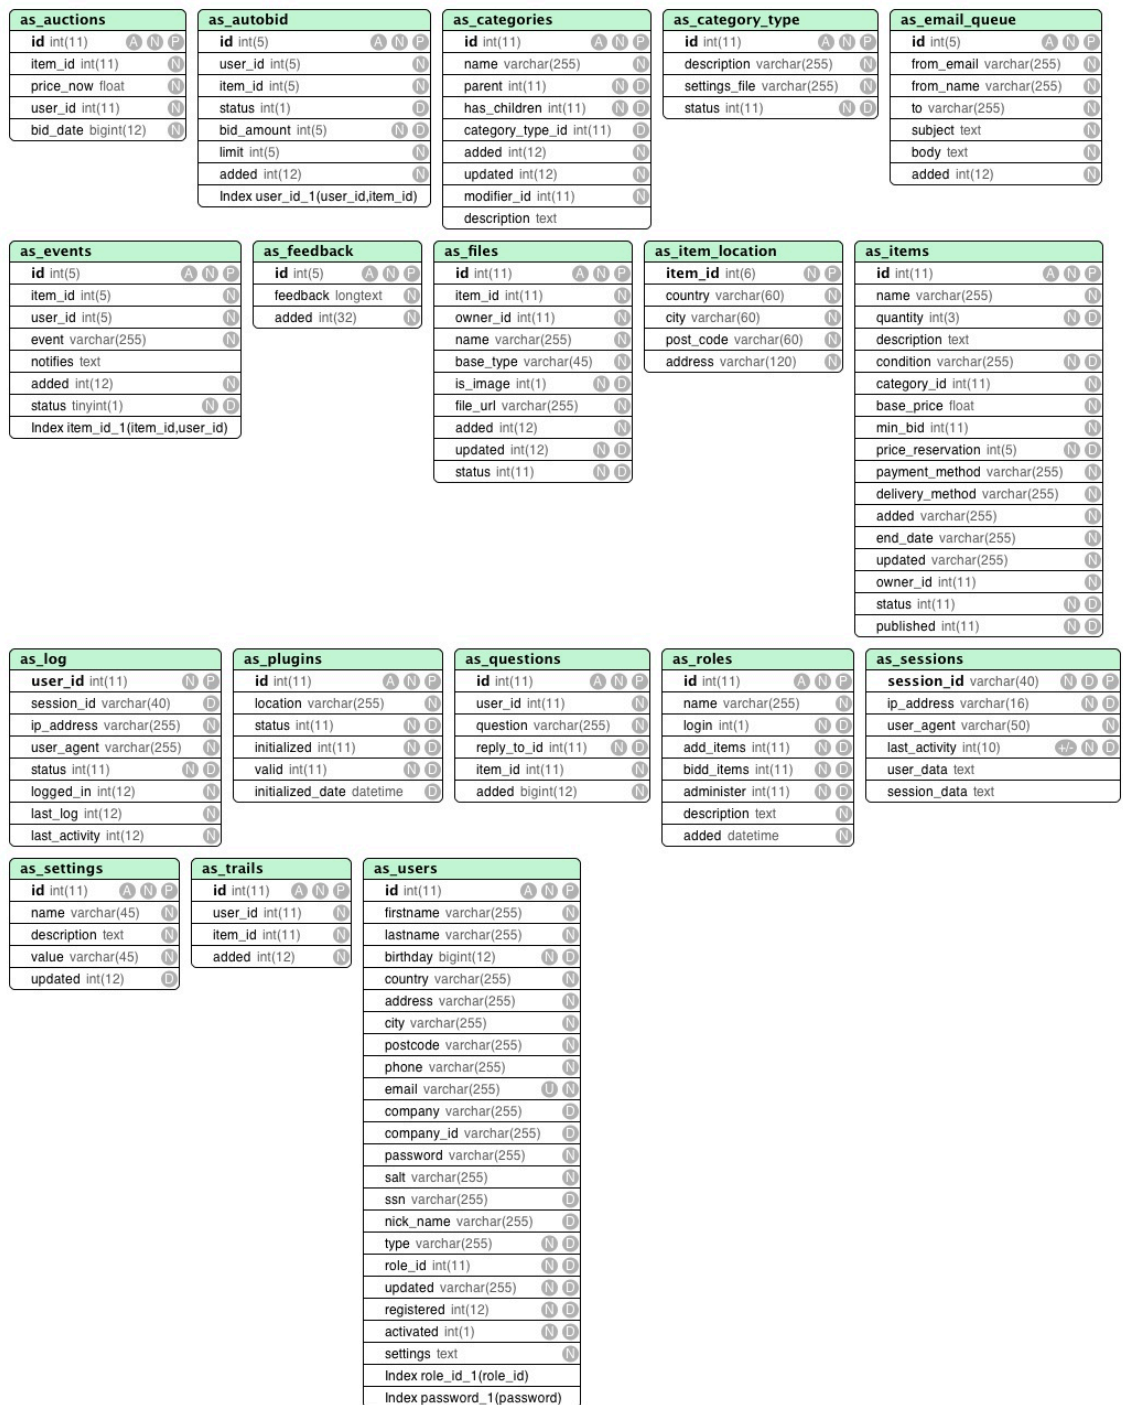 as_auctions
id int(11) A N P
item_id int(11) N
price_now float N
user_id int(11) N
bid_date bigint(12) N
as_autobid
id int(5) A N P
user_id int(5) N
item_id int(5) N
status int(1) D
bid_amount int(5) N D
limit int(5) N
added int(12) N
Index user_id_1(user_id,item_id)
as_categories
id int(11) A N P
name varchar(255) N
parent int(11) N D
has_children int(11) N D
category_type_id int(11) D
added int(12) N
updated int(12) N
modifier_id int(11) N
description text
as_category_type
id int(11) A N P
description varchar(255) N
settings_file varchar(255) N
status int(11) N D
as_email_queue
id int(5) A N P
from_email varchar(255) N
from_name varchar(255) N
to varchar(255) N
subject text N
body text N
added int(12) N
as_events
id int(5) A N P
item_id int(5) N
user_id int(5) N
event varchar(255) N
notifies text
added int(12) N
status tinyint(1) N D
Index item_id_1(item_id,user_id)
as_feedback
id int(5) A N P
feedback longtext N
added int(32) N
as_files
id int(11) A N P
item_id int(11) N
owner_id int(11) N
name varchar(255) N
base_type varchar(45) N
is_image int(1) N D
file_url varchar(255) N
added int(12) N
updated int(12) N D
status int(11) N D
as_item_location
item_id int(6) N P
country varchar(60) N
city varchar(60) N
post_code varchar(60) N
address varchar(120) N
as_items
id int(11) A N P
name varchar(255) N
quantity int(3) N D
description text
condition varchar(255) N D
category_id int(11) N
base_price float N
min_bid int(11) N
price_reservation int(5) N D
payment_method varchar(255) N
delivery_method varchar(255) N
added varchar(255) N
end_date varchar(255) N
updated varchar(255) N
owner_id int(11) N
status int(11) N D
published int(11) N D
as_log
user_id int(11) N P
session_id varchar(40) D
ip_address varchar(255) N
user_agent varchar(255) N
status int(11) N D
logged_in int(12) N
last_log int(12) N
last_activity int(12) N
as_plugins
id int(11) A N P
location varchar(255) N
status int(11) N D
initialized int(11) N D
valid int(11) N D
initialized_date datetime D
as_questions
id int(11) A N P
user_id int(11) N
question varchar(255) N
reply_to_id int(11) N D
item_id int(11) N
added bigint(12) N
as_roles
id int(11) A N P
name varchar(255) N
login int(1) N D
add_items int(11) N D
bidd_items int(11) N D
administer int(11) N D
description text N
added datetime N
as_sessions
session_id varchar(40) N D P
ip_address varchar(16) N D
user_agent varchar(50) N
last_activity int(10) +/- N D
user_data text
session_data text
as_settings
id int(11) A N P
name varchar(45) N
description text N
value varchar(45) N
updated int(12) D
as_trails
id int(11) A N P
user_id int(11) N
item_id int(11) N
added int(12) N
as_users
id int(11) A N P
firstname varchar(255) N
lastname varchar(255) N
birthday bigint(12) N D
country varchar(255) N
address varchar(255) N
city varchar(255) N
postcode varchar(255) N
phone varchar(255) N
email varchar(255) U N
company varchar(255) D
company_id varchar(255) D
password varchar(255) N
salt varchar(255) N
ssn varchar(255) D
nick_name varchar(255) D
type varchar(255) N D
role_id int(11) N D
updated varchar(255) N D
registered int(12) N D
activated int(1) N D
settings text N
Index role_id_1(role_id)
Index password_1(password)